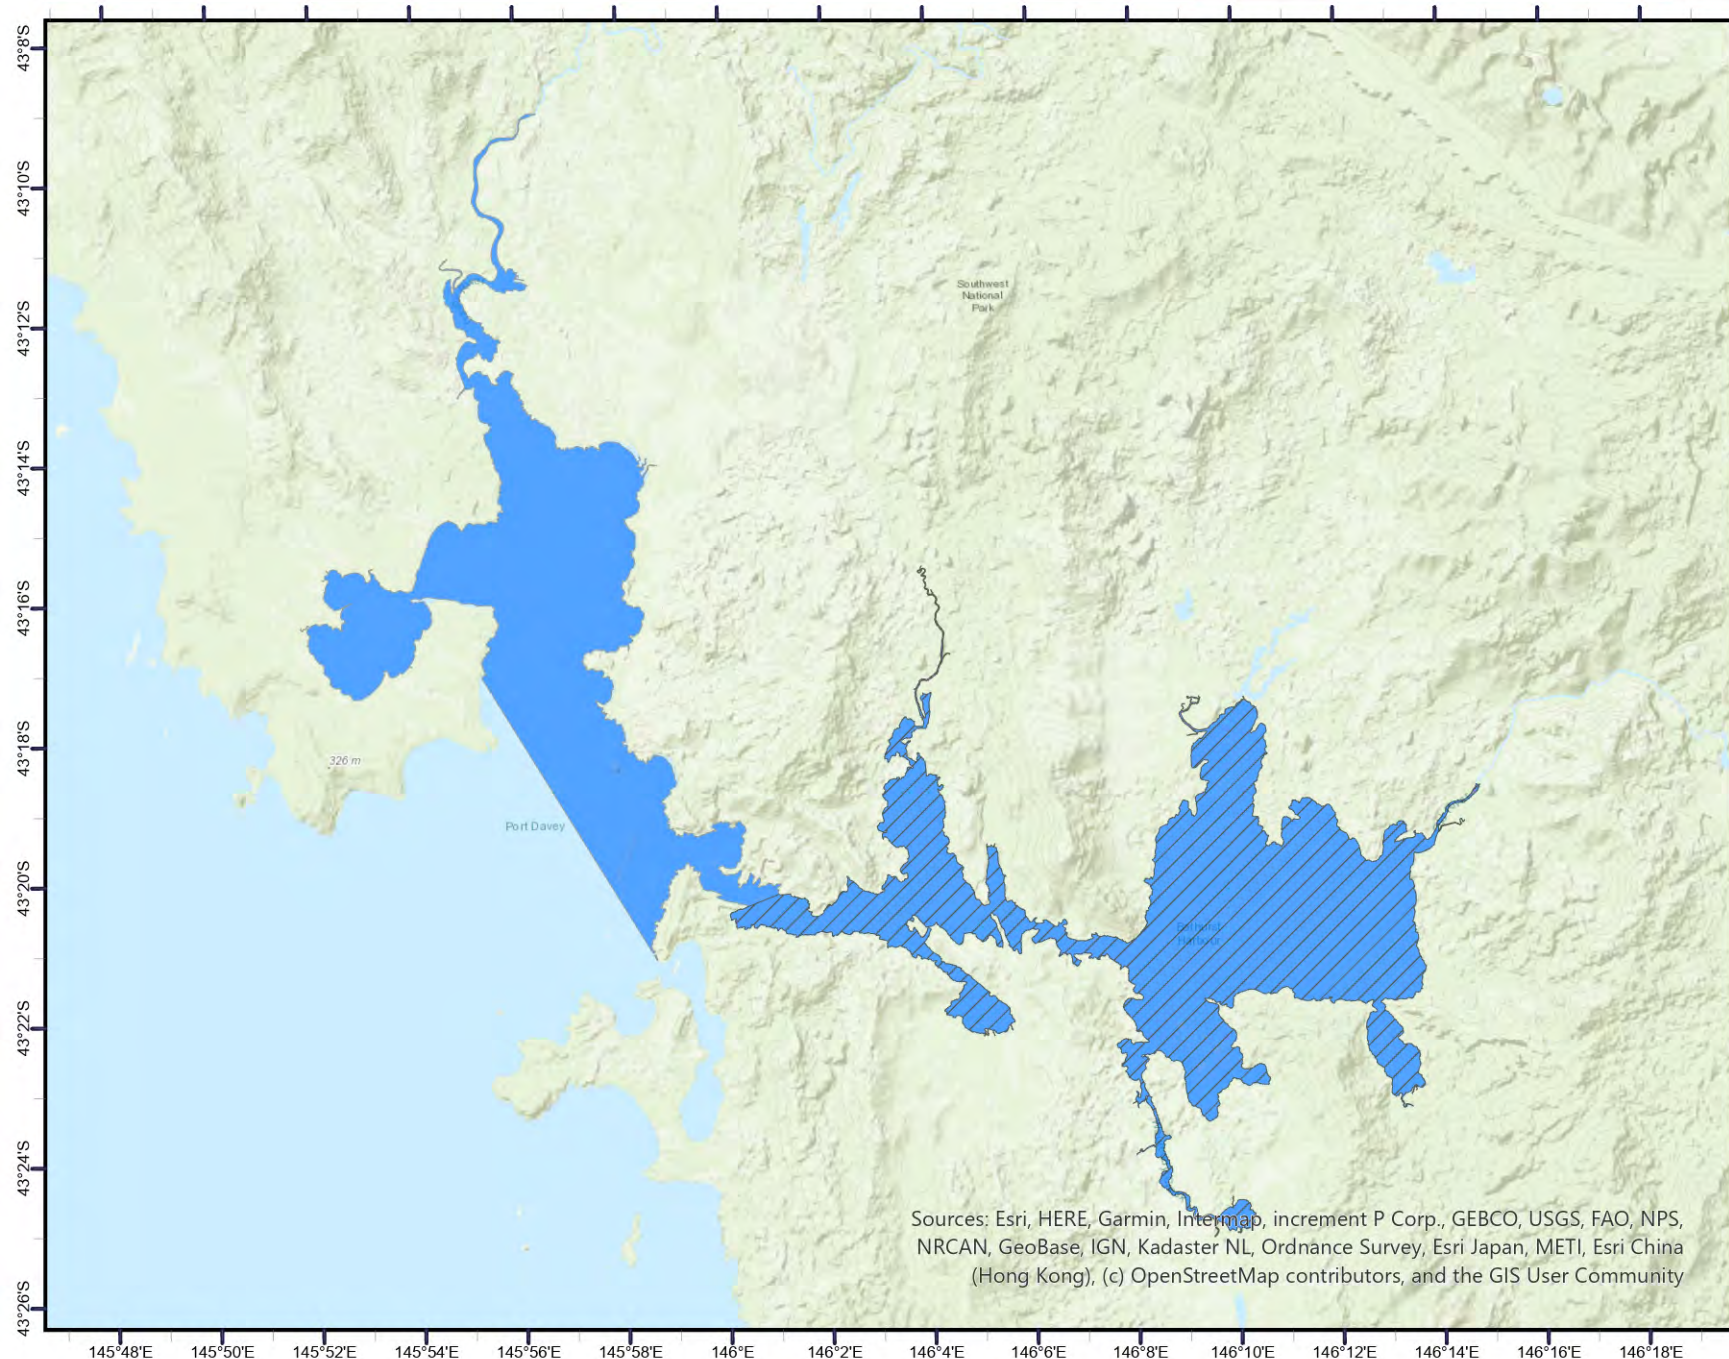 43°8'S
43°10'S
43°12'S
43°14'S
43°16'S
43°18'S
43°20'S
43°22'S
43°24'S
43°26'S
Southwest
National
Park
326 m
Port Davey
Bathurst
Harbour
Sources: Esri, HERE, Garmin, Intermap, increment P Corp., GEBCO, USGS, FAO, NPS,
NRCAN, GeoBase, IGN, Kadaster NL, Ordnance Survey, Esri Japan, METI, Esri China
(Hong Kong), (c) OpenStreetMap contributors, and the GIS User Community
145°48'E 145°50'E 145°52'E 145°54'E 145°56'E 145°58'E 146°E 146°2'E 146°4'E 146°6'E 146°8'E 146°10'E 146°12'E 146°14'E 146°16'E 146°18'E